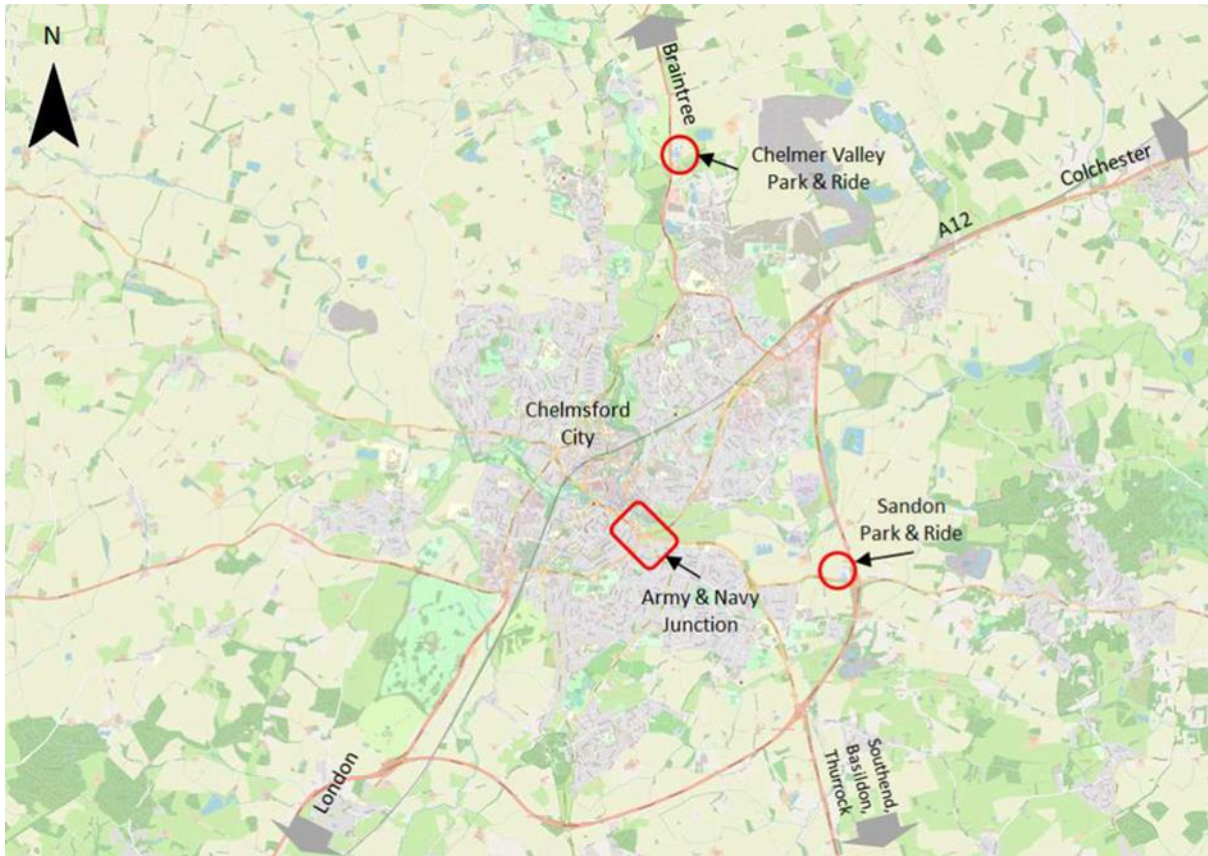 N
Braintree
Chelmer Valley
Park & Ride
Colchester
A12
Chelmsford
City
Sandon
Park & Ride
Army & Navy
Junction
London
Southend,
Basildon,
Thurrock